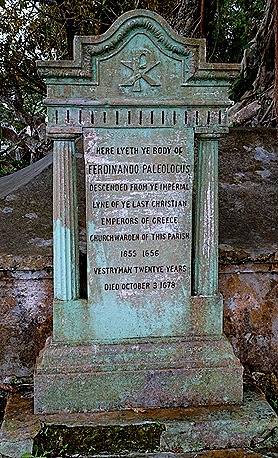 HERE LYETH YE BODY OF
FERDINANDO PALEOLOGUS
DESCENDED FROM YE IMPERIAL
LYNE OF YE LAST CHRISTIAN
EMPERORS OF GREECE
CHURCHWARDEN OF THIS PARISH
1655 1656
VESTRYMAN TWENTYE YEARS
DIED OCTOBER 3 1678